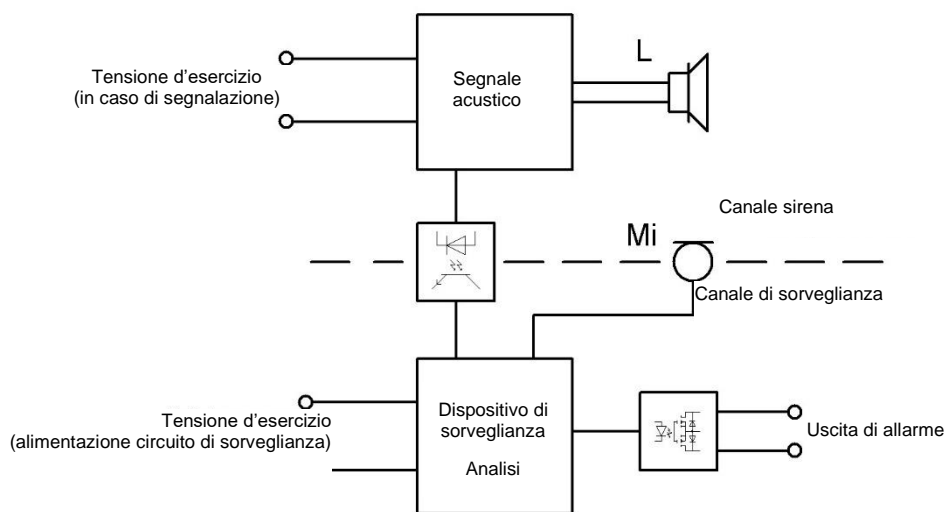 Tensione d'esercizio
(in caso di segnalazione)
Segnale
acustico
L
Canale sirena
Mi
Canale di sorveglianza
Tensione d'esercizio
(alimentazione circuito di sorveglianza)
Dispositivo di
sorveglianza
Analisi
Uscita di allarme